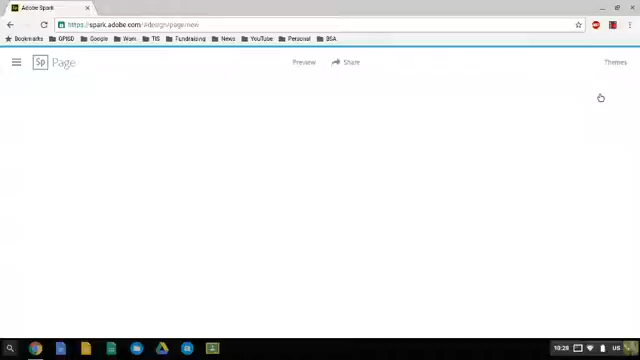 Adobe Spark
https://spark.adobe.com/#design/page/new
Bookmarks GPISD Google Work TIS Fundraising News YouTube Personal BSA
Sp Page Preview Share Themes
10:28 US